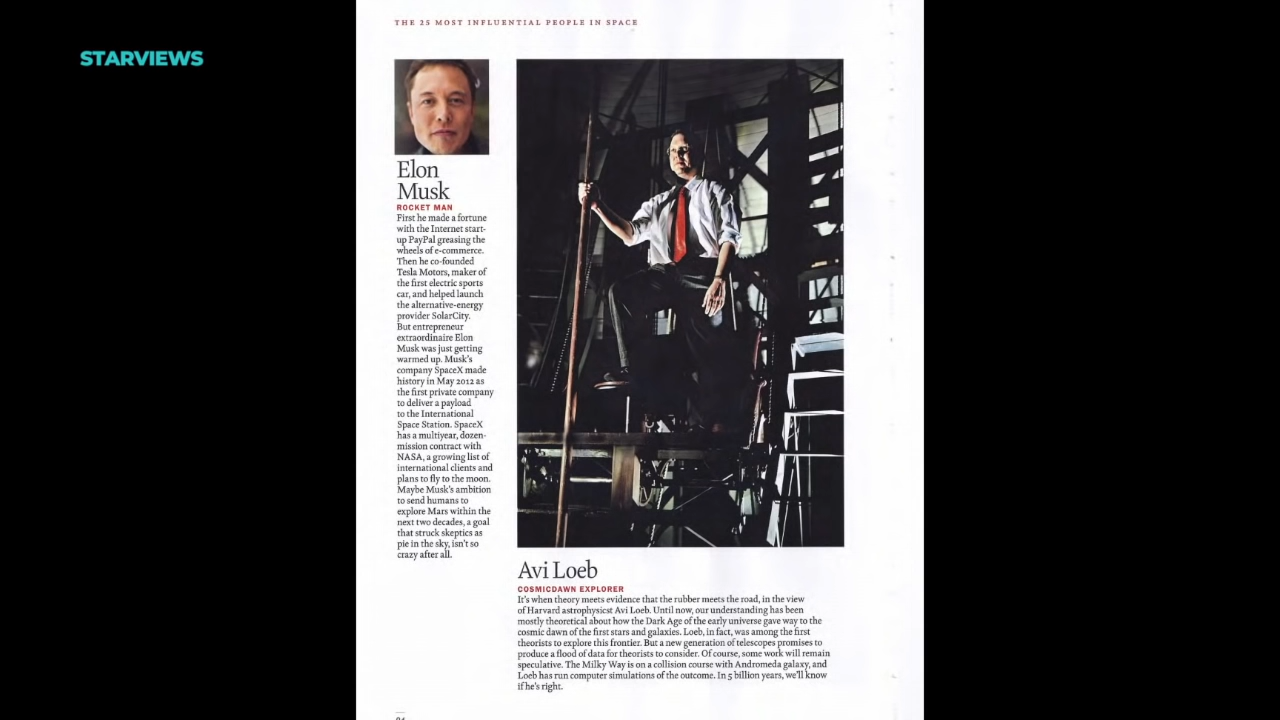 THE 25 MOST INFLUENTIAL PEOPLE IN SPACE
STARVIEWS
Elon
Musk
ROCKET MAN
First he made a fortune
with the Internet start-
up PayPal greasing the
wheels of e-commerce.
Then he co-founded
Tesla Motors, maker of
the first electric sports
car, and helped launch
the alternative-energy
provider SolarCity.
But entrepreneur
extraordinaire Elon
Musk was just getting
warmed up. Musk's
company SpaceX made
history in May 2012 as
the first private company
to deliver a payload
to the International
Space Station. SpaceX
has a multiyear, dozen-
mission contract with
NASA, a growing list of
international clients and
plans to fly to the moon.
Maybe Musk's ambition
to send humans to
explore Mars within the
next two decades, a goal
that struck skeptics as
pie in the sky, isn't so
crazy after all.
Avi Loeb
COSMICDAWN EXPLORER
It's when theory meets evidence that the rubber meets the road, in the view
of Harvard astrophysicst Avi Loeb. Until now, our understanding has been
mostly theoretical about how the Dark Age of the early universe gave way to the
cosmic dawn of the first stars and galaxies. Loeb, in fact, was among the first
theorists to explore this frontier. But a new generation of telescopes promises to
produce a flood of data for theorists to consider. Of course, some work will remain
speculative. The Milky Way is on a collision course with Andromeda galaxy, and
Loeb has run computer simulations of the outcome. In 5 billion years, we'll know
if he's right.